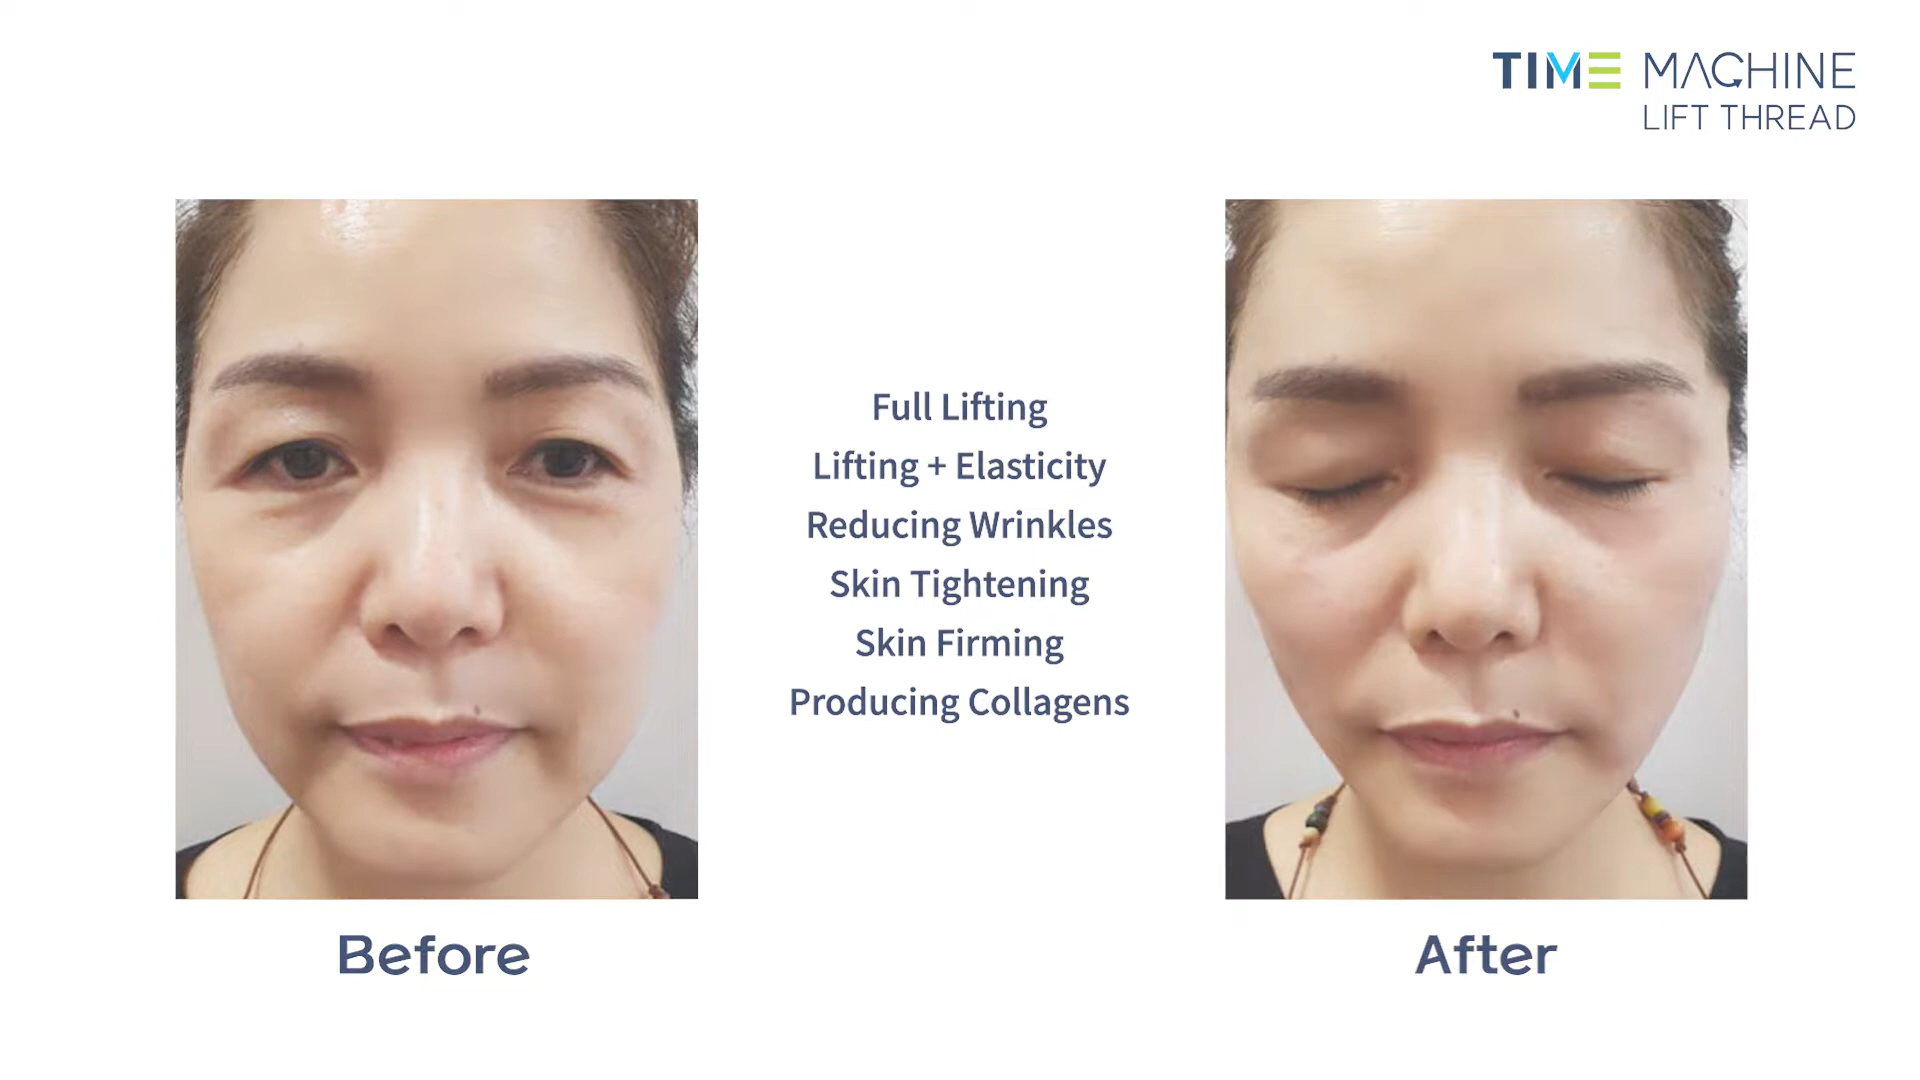 TIME MACHINE
LIFT THREAD
Full Lifting
Lifting + Elasticity
Reducing Wrinkles
Skin Tightening
Skin Firming
Producing Collagens
Before
After